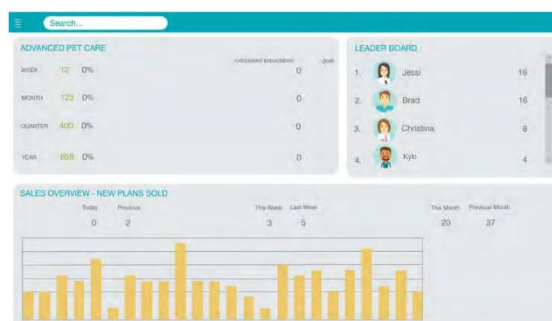 Search...
ADVANCED PET CARE
calculated expectation goal
WEEK 12 0% 0
MONTH 123 0% 0
QUARTER 400 0% 0
YEAR 858 0% 0
LEADER BOARD
1. Jessi 16
2. Brad 16
3. Christina 8
4. Kyle 4
SALES OVERVIEW - NEW PLANS SOLD
Today Previous This Week Last Week This Month Previous Month
0 2 3 5 20 37